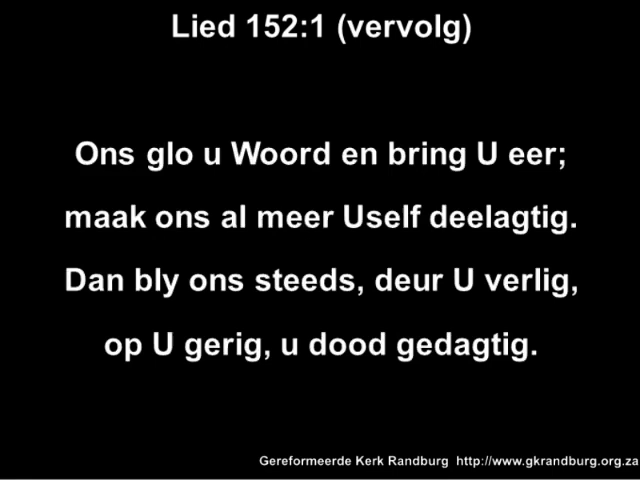 Lied 152:1 (vervolg)
Ons glo u Woord en bring U eer;
maak ons al meer Uself deelagtig.
Dan bly ons steeds, deur U verlig,
op U gerig, u dood gedagtig.
Gereformeerde Kerk Randburg http://www.gkrandburg.org.za